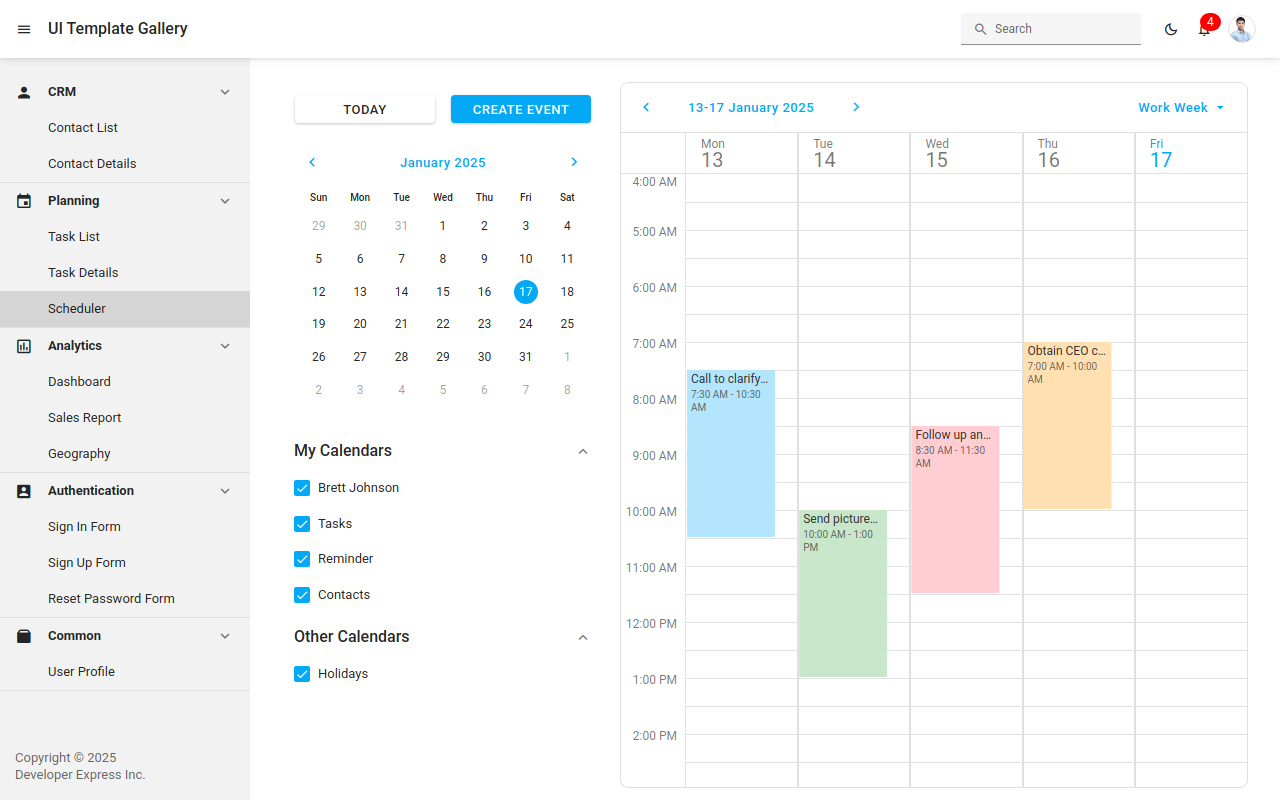 UI Template Gallery
Search
4
CRM
Contact List
Contact Details
Planning
Task List
Task Details
Scheduler
Analytics
Dashboard
Sales Report
Geography
Authentication
Sign In Form
Sign Up Form
Reset Password Form
Common
User Profile
Copyright © 2025
Developer Express Inc.
TODAY
CREATE EVENT
January 2025
Sun Mon Tue Wed Thu Fri Sat
29 30 31 1 2 3 4
5 6 7 8 9 10 11
12 13 14 15 16 17 18
19 20 21 22 23 24 25
26 27 28 29 30 31 1
2 3 4 5 6 7 8
My Calendars
Brett Johnson
Tasks
Reminder
Contacts
Other Calendars
Holidays
13-17 January 2025
Work Week
Mon Tue Wed Thu Fri
13 14 15 16 17
4:00 AM
5:00 AM
6:00 AM
7:00 AM
8:00 AM
9:00 AM
10:00 AM
11:00 AM
12:00 PM
1:00 PM
2:00 PM
Call to clarify...
7:30 AM - 10:30
AM
Send picture...
10:00 AM - 1:00
PM
Follow up an...
8:30 AM - 11:30
AM
Obtain CEO c...
7:00 AM - 10:00
AM